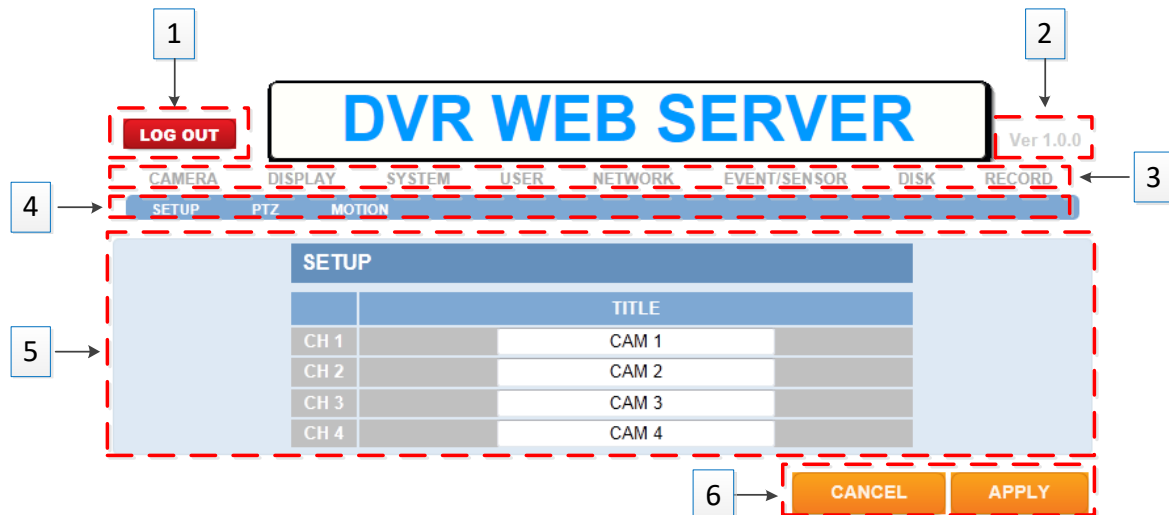 1
2
DVR WEB SERVER
LOG OUT
Ver 1.0.0
CAMERA DISPLAY SYSTEM USER NETWORK EVENT/SENSOR DISK RECORD
3
4
SETUP PTZ MOTION
SETUP
TITLE
CH 1 CAM 1
5
CH 2 CAM 2
CH 3 CAM 3
CH 4 CAM 4
6
CANCEL APPLY